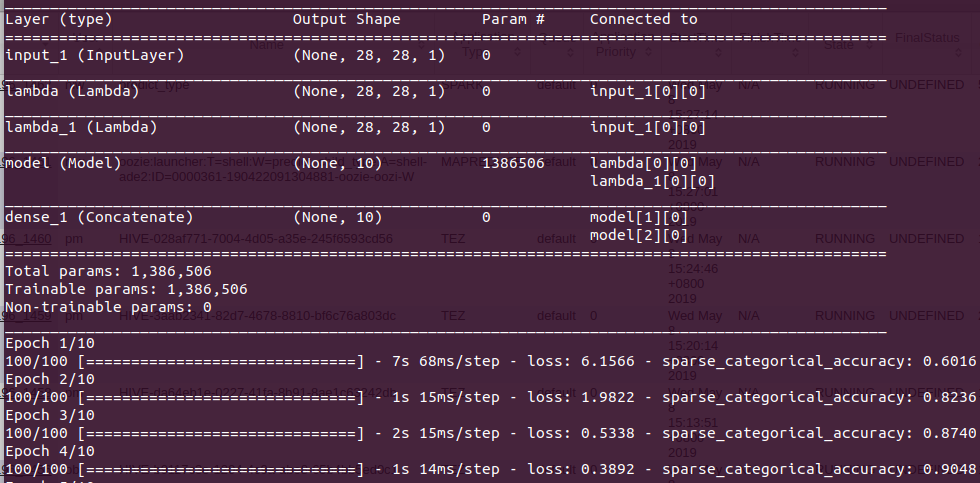 Layer (type) Output Shape Param # Connected to
input_1 (InputLayer) (None, 28, 28, 1) 0
lambda (Lambda) (None, 28, 28, 1) 0 input_1[0][0]
lambda_1 (Lambda) (None, 28, 28, 1) 0 input_1[0][0]
model (Model) (None, 10) 1386506 lambda[0][0]
lambda_1[0][0]
dense_1 (Concatenate) (None, 10) 0 model[1][0]
model[2][0]
Total params: 1,386,506
Trainable params: 1,386,506
Non-trainable params: 0
Epoch 1/10
100/100 [==============================] - 7s 68ms/step - loss: 6.1566 - sparse_categorical_accuracy: 0.6016
Epoch 2/10
100/100 [==============================] - 1s 15ms/step - loss: 1.9822 - sparse_categorical_accuracy: 0.8236
Epoch 3/10
100/100 [==============================] - 2s 15ms/step - loss: 0.5338 - sparse_categorical_accuracy: 0.8740
Epoch 4/10
100/100 [==============================] - 1s 14ms/step - loss: 0.3892 - sparse_categorical_accuracy: 0.9048